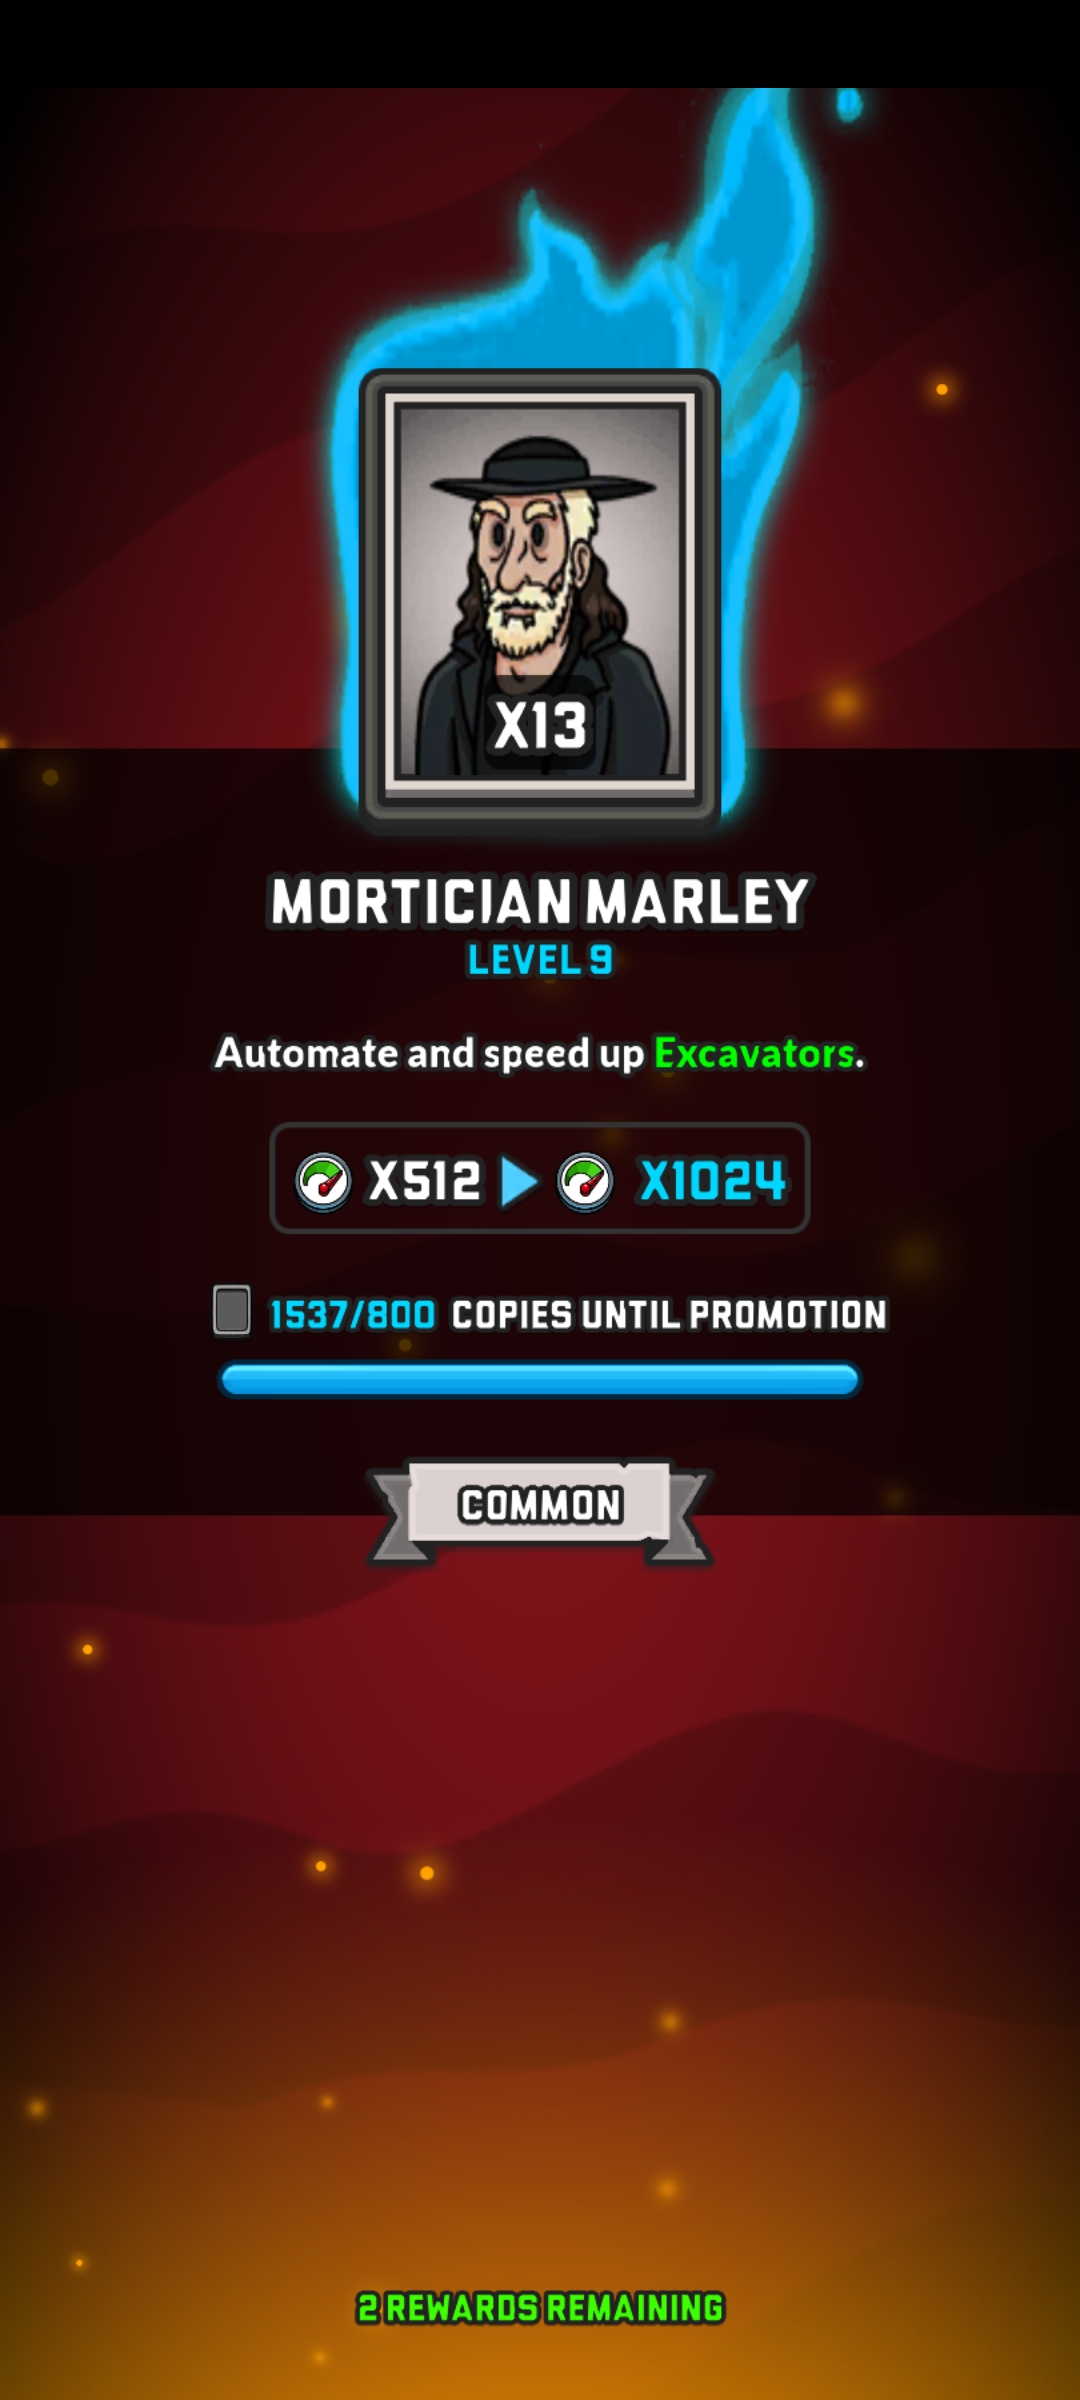 X13
MORTICIAN MARLEY
LEVEL 9
Automate and speed up Excavators.
X512 X1024
1537/800 COPIES UNTIL PROMOTION
COMMON
2 REWARDS REMAINING